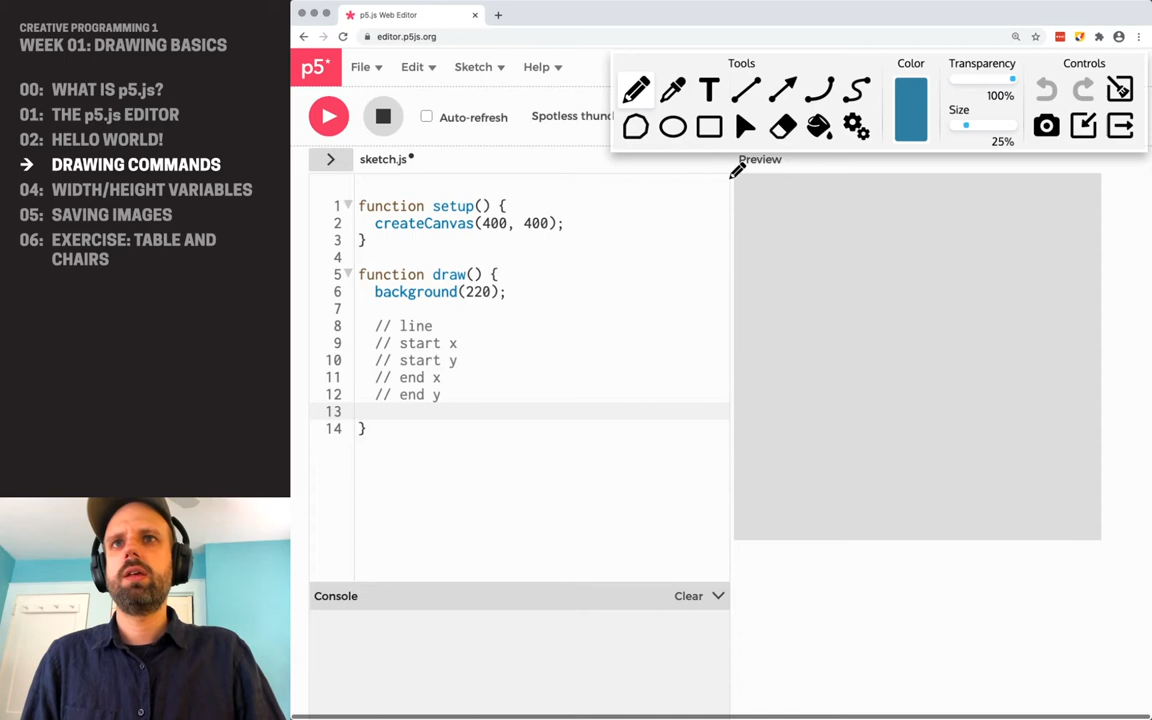 CREATIVE PROGRAMMING 1
WEEK 01: DRAWING BASICS
00: WHAT IS p5.js?
01: THE p5.js EDITOR
02: HELLO WORLD!
→ DRAWING COMMANDS
04: WIDTH/HEIGHT VARIABLES
05: SAVING IMAGES
06: EXERCISE: TABLE AND
CHAIRS
p5.js Web Editor
editor.p5js.org
p5* File Edit Sketch Help
Auto-refresh Spotless thund
sketch.js
1 function setup() {
2 createCanvas(400, 400);
3 }
4
5 function draw() {
6 background(220);
7
8 // line
9 // start x
10 // start y
11 // end x
12 // end y
13
14 }
Console Clear
Tools Color Transparency Controls
100%
Size
25%
T
Preview